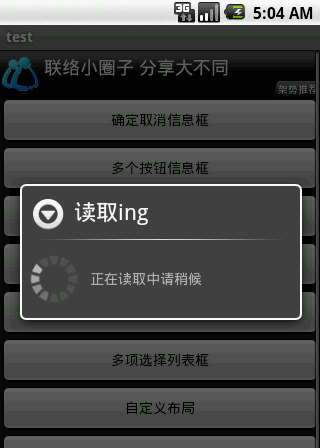 3G 5:04 AM
test
联络小圈子 分享大不同
架势推荐
确定取消信息框
多个按钮信息框
读取ing
正在读取中请稍候
多项选择列表框
自定义布局